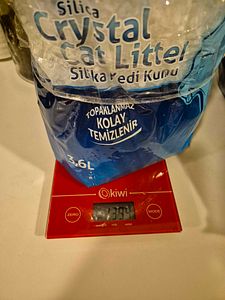 Silica
Crystal
Cat Litter
Silika Kedi Kumu
TOPAKLANMAZ
KOLAY
TEMİZLENİR
3,6L
kiwi
ZERO
MODE